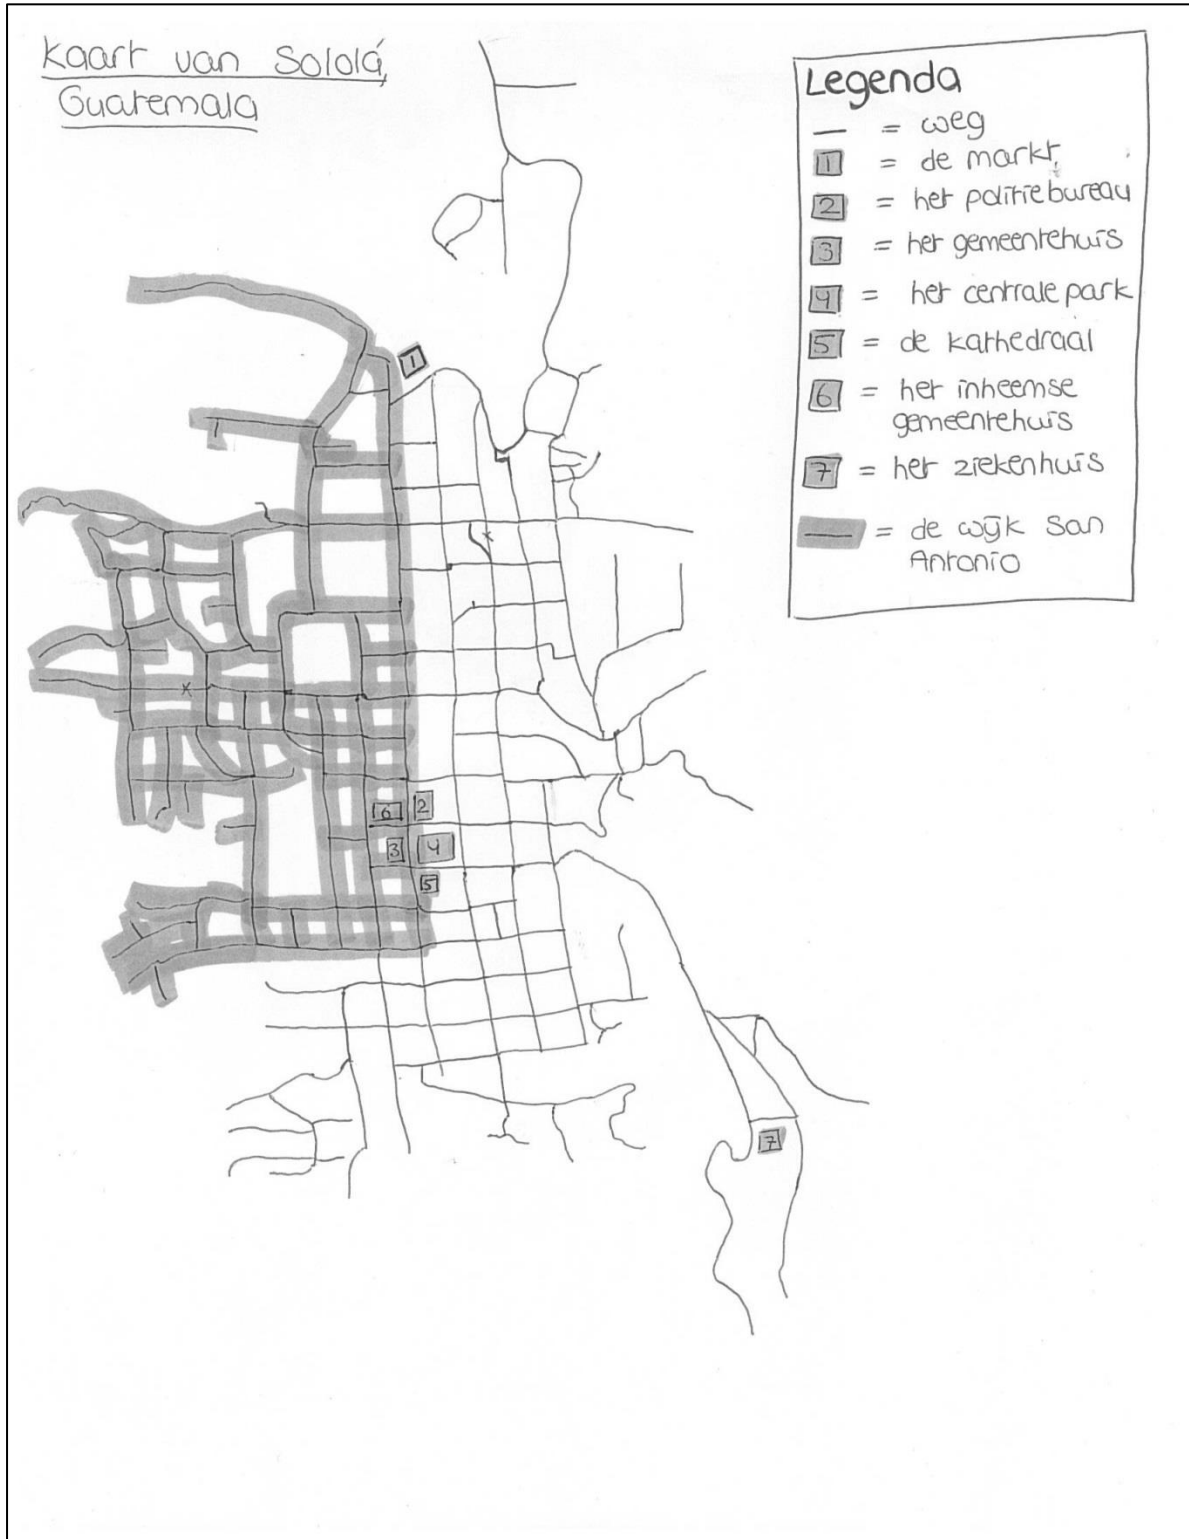 Kaart van Sololá,
Guatemala
Legenda
— = weg
1 = de markt
2 = het politiebureau
3 = het gemeentehuis
4 = het centrale park
5 = de kathedraal
6 = het inheemse
gemeentehuis
7 = het ziekenhuis
— = de wijk San
Antonio
1
x
x
6 2
3 4
5
7